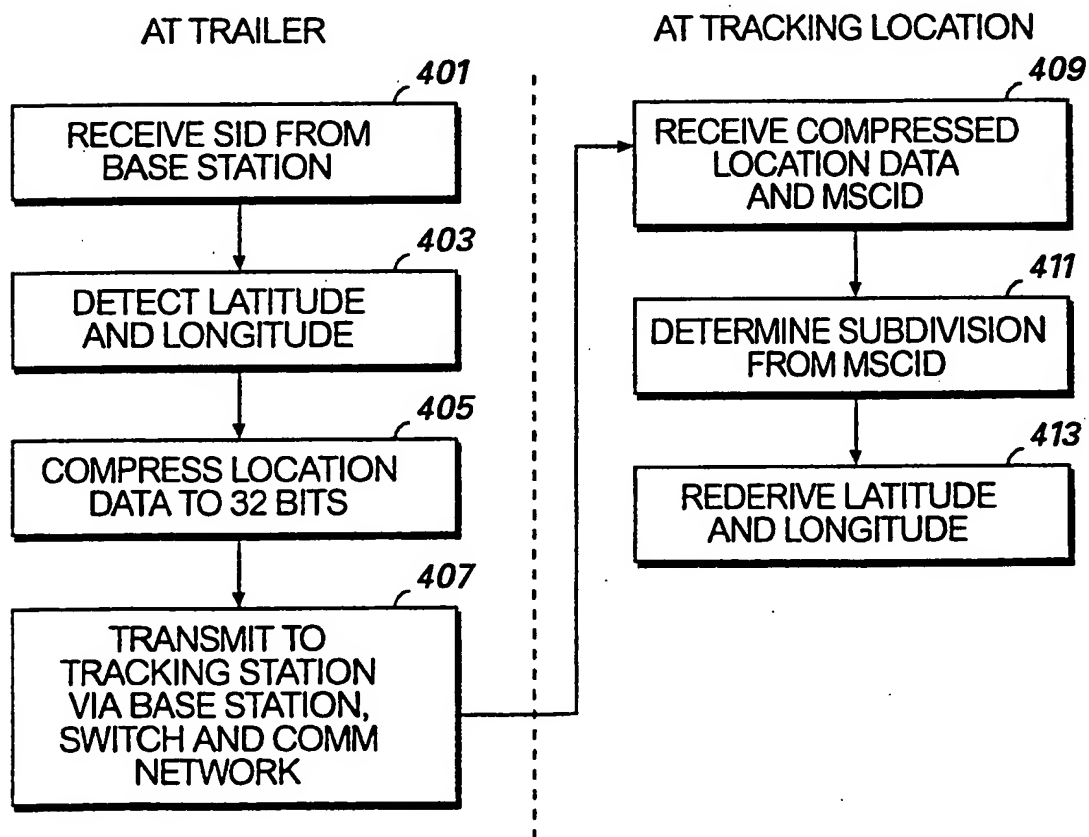 AT TRAILER
401
RECEIVE SID FROM
BASE STATION
403
DETECT LATITUDE
AND LONGITUDE
405
COMPRESS LOCATION
DATA TO 32 BITS
407
TRANSMIT TO
TRACKING STATION
VIA BASE STATION,
SWITCH AND COMM
NETWORK
AT TRACKING LOCATION
409
RECEIVE COMPRESSED
LOCATION DATA
AND MSCID
411
DETERMINE SUBDIVISION
FROM MSCID
413
REDERIVE LATITUDE
AND LONGITUDE